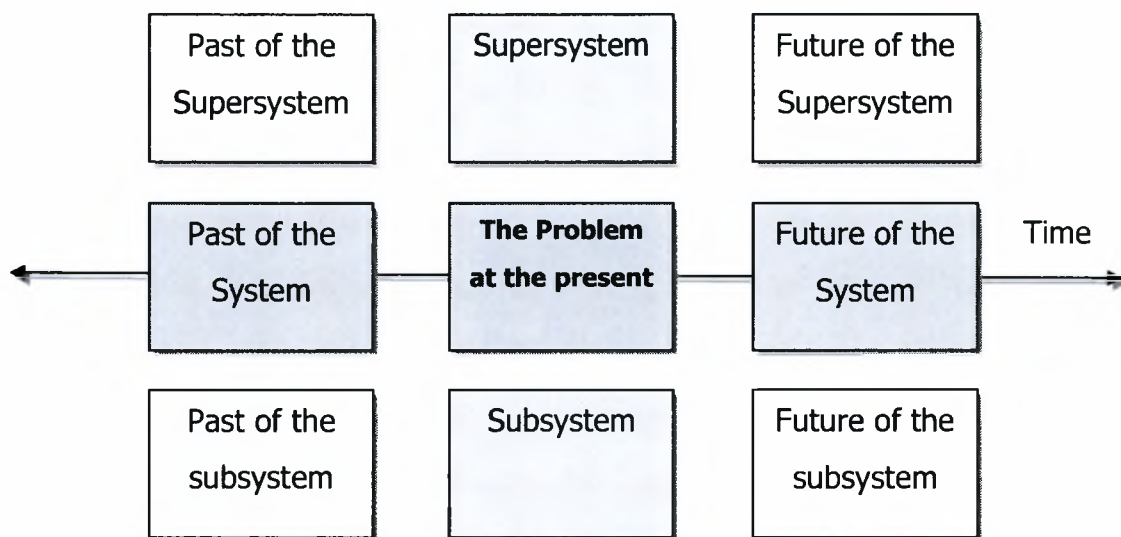 Past of the
Supersystem
Supersystem
Future of the
Supersystem
Past of the
System
The Problem
at the present
Future of the
System
Time
Past of the
subsystem
Subsystem
Future of the
subsystem